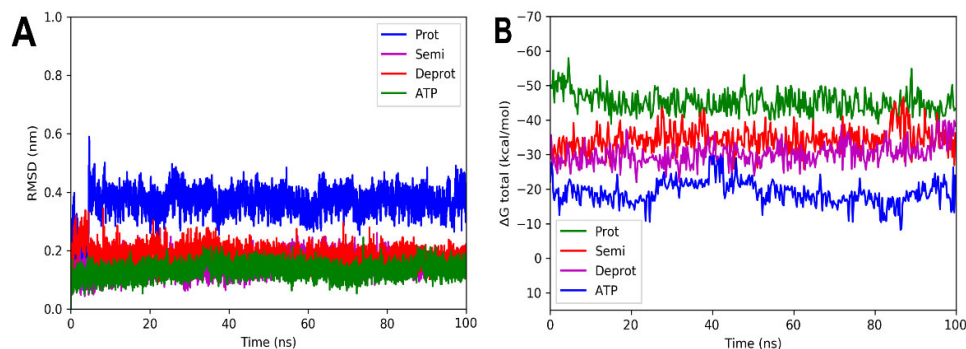 A
RMSD (nm)
1.0
0.8
0.6
0.4
0.2
0.0
0
20
40
60
80
100
Time (ns)
Prot
Semi
Deprot
ATP
B
ΔG total (kcal/mol)
−70
−60
−50
−40
−30
−20
−10
0
10
0
20
40
60
80
100
Time (ns)
Prot
Semi
Deprot
ATP